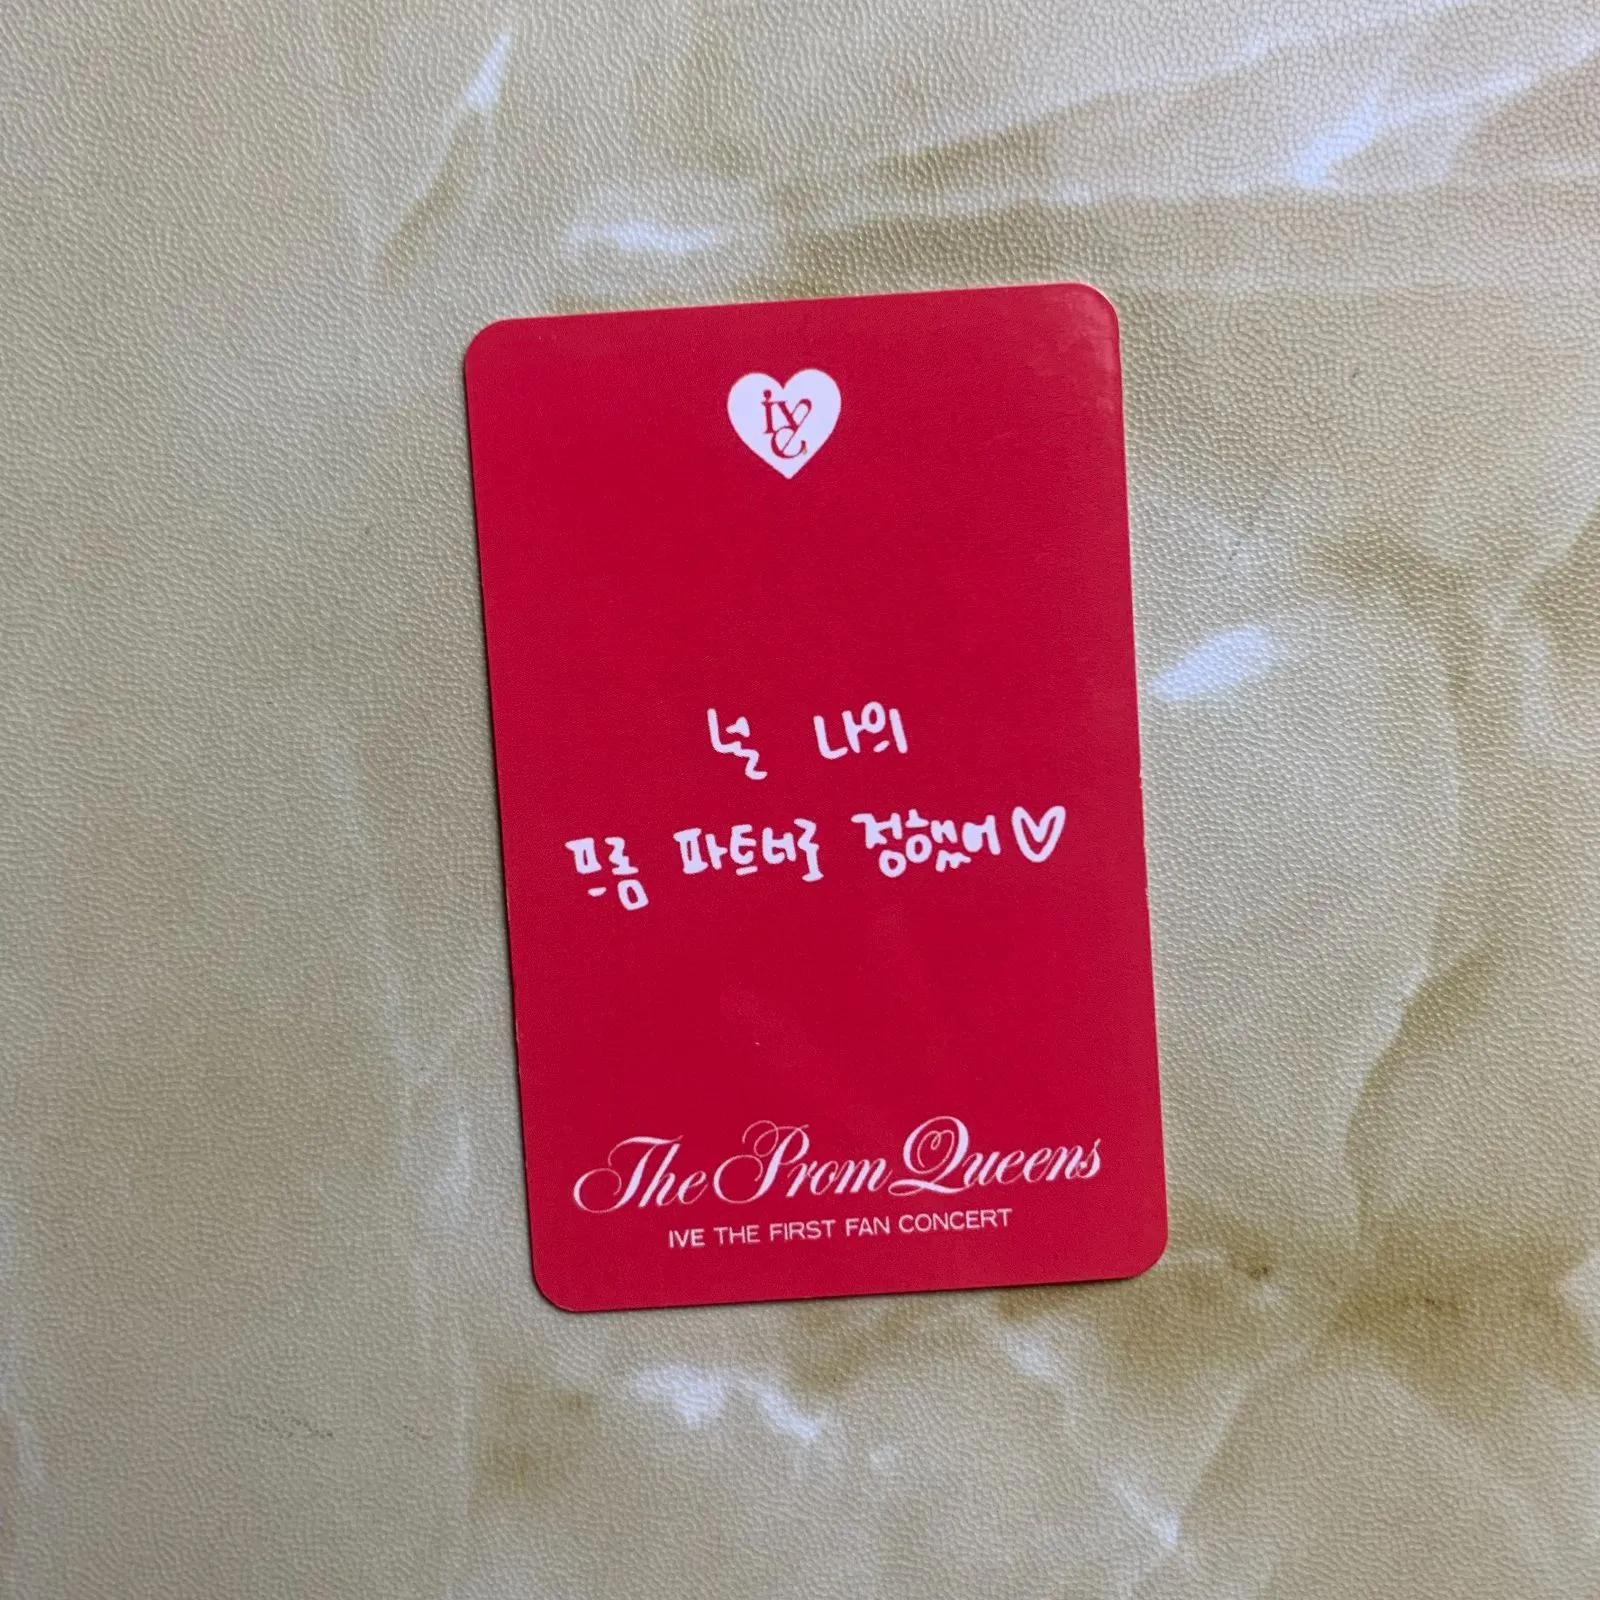 ive
널 나의
프롬 파트너로 정했어♡
The Prom Queens
IVE THE FIRST FAN CONCERT